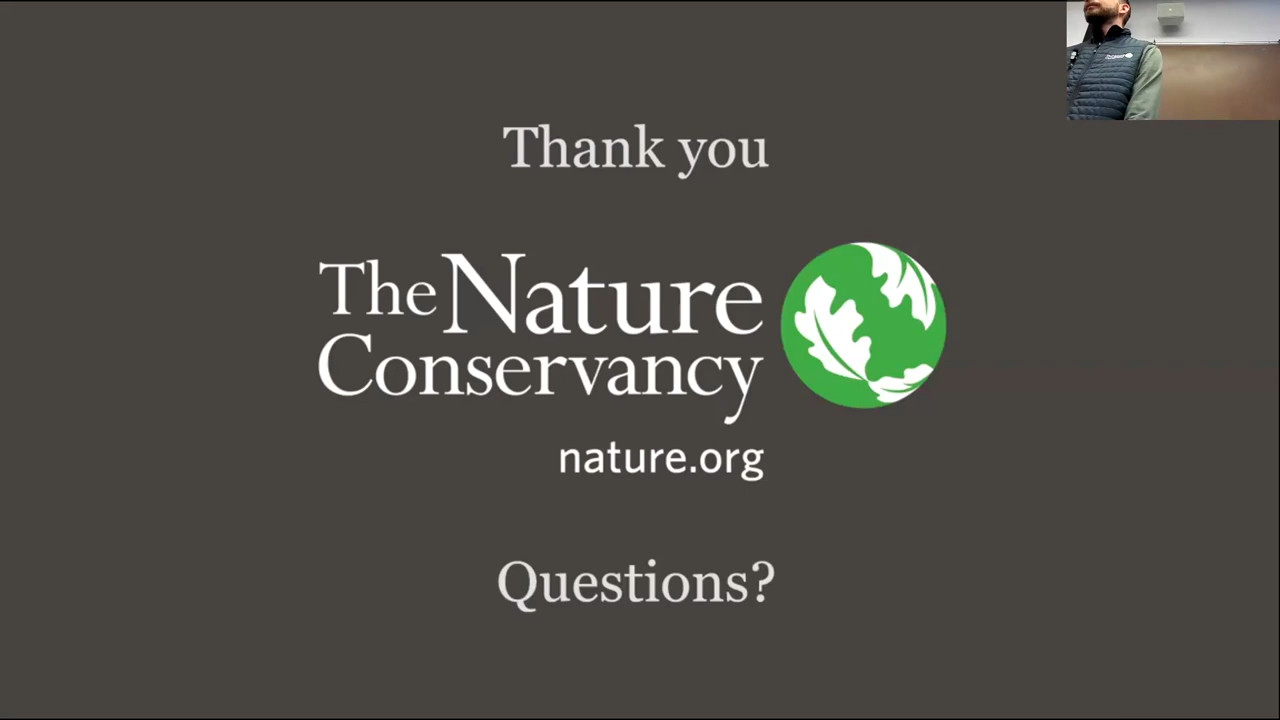 Thank you
The Nature
Conservancy
nature.org
Questions?